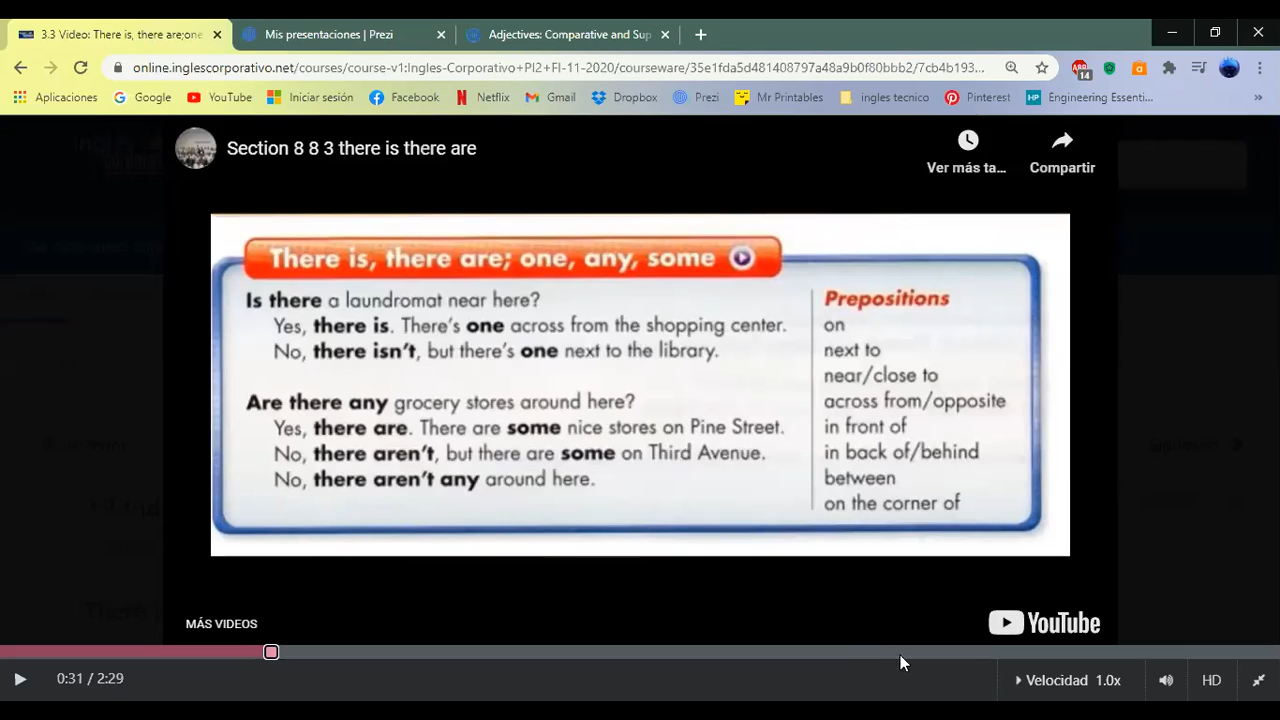 3.3 Video: There is, there are;one
Mis presentaciones | Prezi
Adjectives: Comparative and Sup
online.inglescorporativo.net/courses/course-v1:Ingles-Corporativo+PI2+FI-11-2020/courseware/35e1fda5d481408797a48a9b0f80bbb2/7cb4b193...
14
Aplicaciones
Google
YouTube
Iniciar sesión
Facebook
Netflix
Gmail
Dropbox
Prezi
Mr Printables
ingles tecnico
Pinterest
HP
Engineering Essenti...
»
Section 8 8 3 there is there are
Ver más ta...
Compartir
There is, there are; one, any, some
Is there a laundromat near here?
Yes, there is. There's one across from the shopping center.
No, there isn't, but there's one next to the library.
Are there any grocery stores around here?
Yes, there are. There are some nice stores on Pine Street.
No, there aren't, but there are some on Third Avenue.
No, there aren't any around here.
Prepositions
on
next to
near/close to
across from/opposite
in front of
in back of/behind
between
on the corner of
MÁS VIDEOS
YouTube
0:31 / 2:29
Velocidad 1.0x
HD